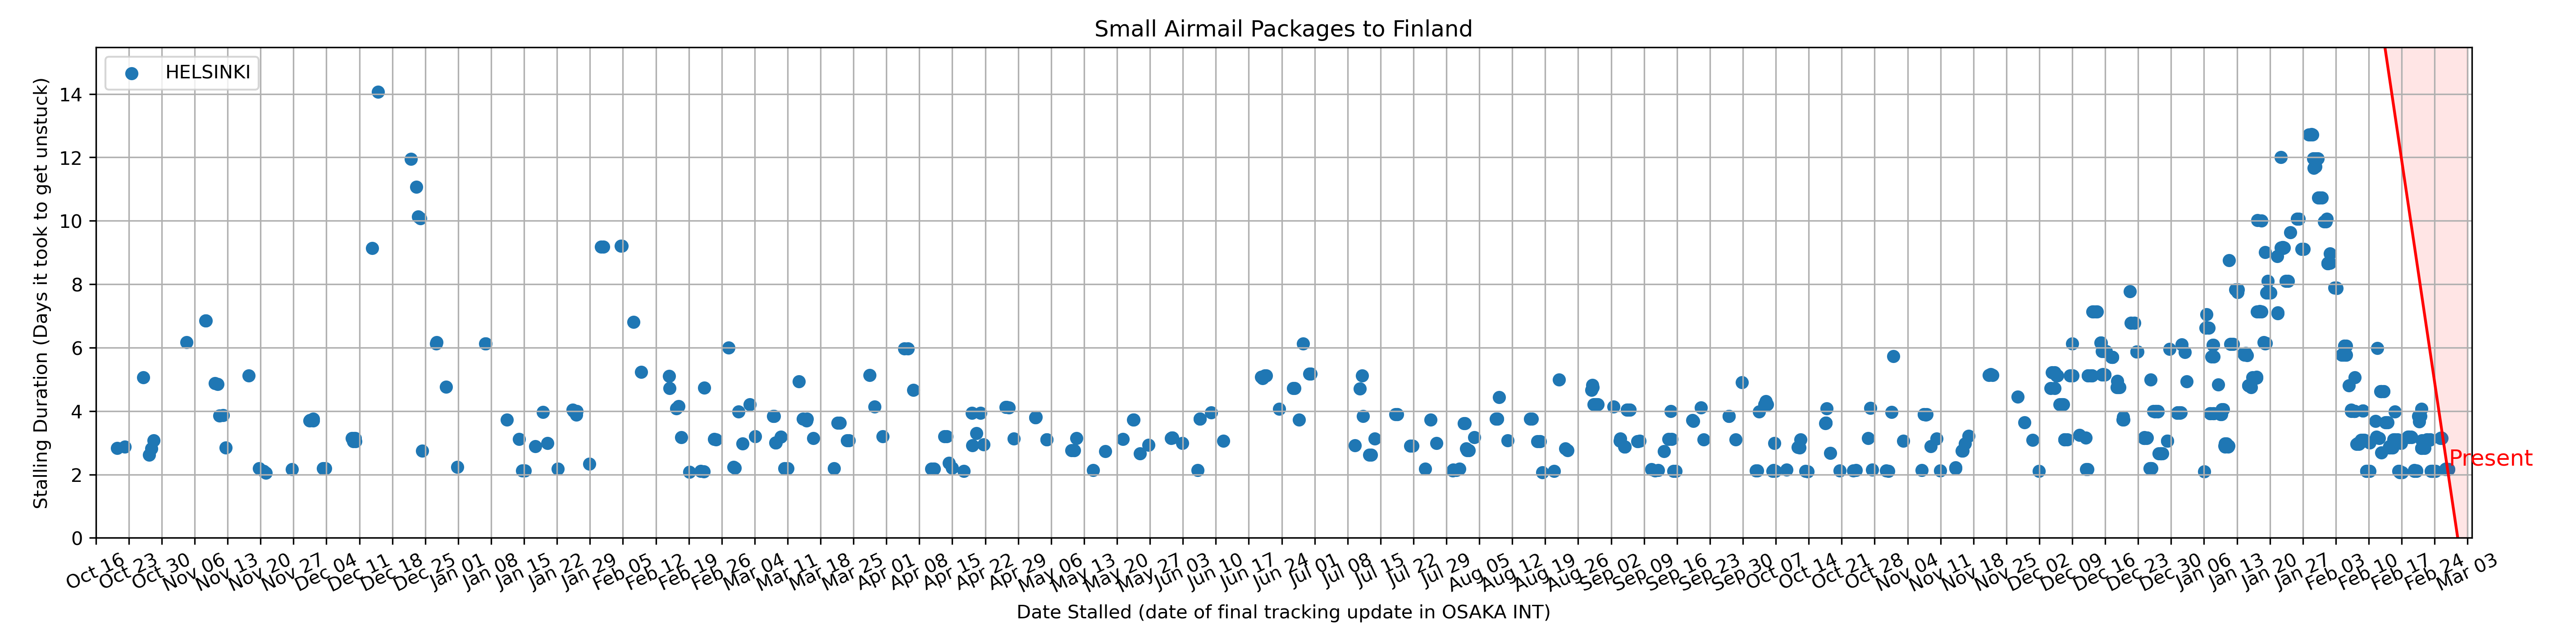 Small Airmail Packages to Finland
HELSINKI
Stalling Duration (Days it took to get unstuck)
14
12
10
8
6
4
2
0
Present
Oct 16 Oct 23 Oct 30 Nov 06 Nov 13 Nov 20 Nov 27 Dec 04 Dec 11 Dec 18 Dec 25 Jan 01 Jan 08 Jan 15 Jan 22 Jan 29 Feb 05 Feb 12 Feb 19 Feb 26 Mar 04 Mar 11 Mar 18 Mar 25 Apr 01 Apr 08 Apr 15 Apr 22 Apr 29 May 06 May 13 May 20 May 27 Jun 03 Jun 10 Jun 17 Jun 24 Jul 01 Jul 08 Jul 15 Jul 22 Jul 29 Aug 05 Aug 12 Aug 19 Aug 26 Sep 02 Sep 09 Sep 16 Sep 23 Sep 30 Oct 07 Oct 14 Oct 21 Oct 28 Nov 04 Nov 11 Nov 18 Nov 25 Dec 02 Dec 09 Dec 16 Dec 23 Dec 30 Jan 06 Jan 13 Jan 20 Jan 27 Feb 03 Feb 10 Feb 17 Feb 24 Mar 03
Date Stalled (date of final tracking update in OSAKA INT)